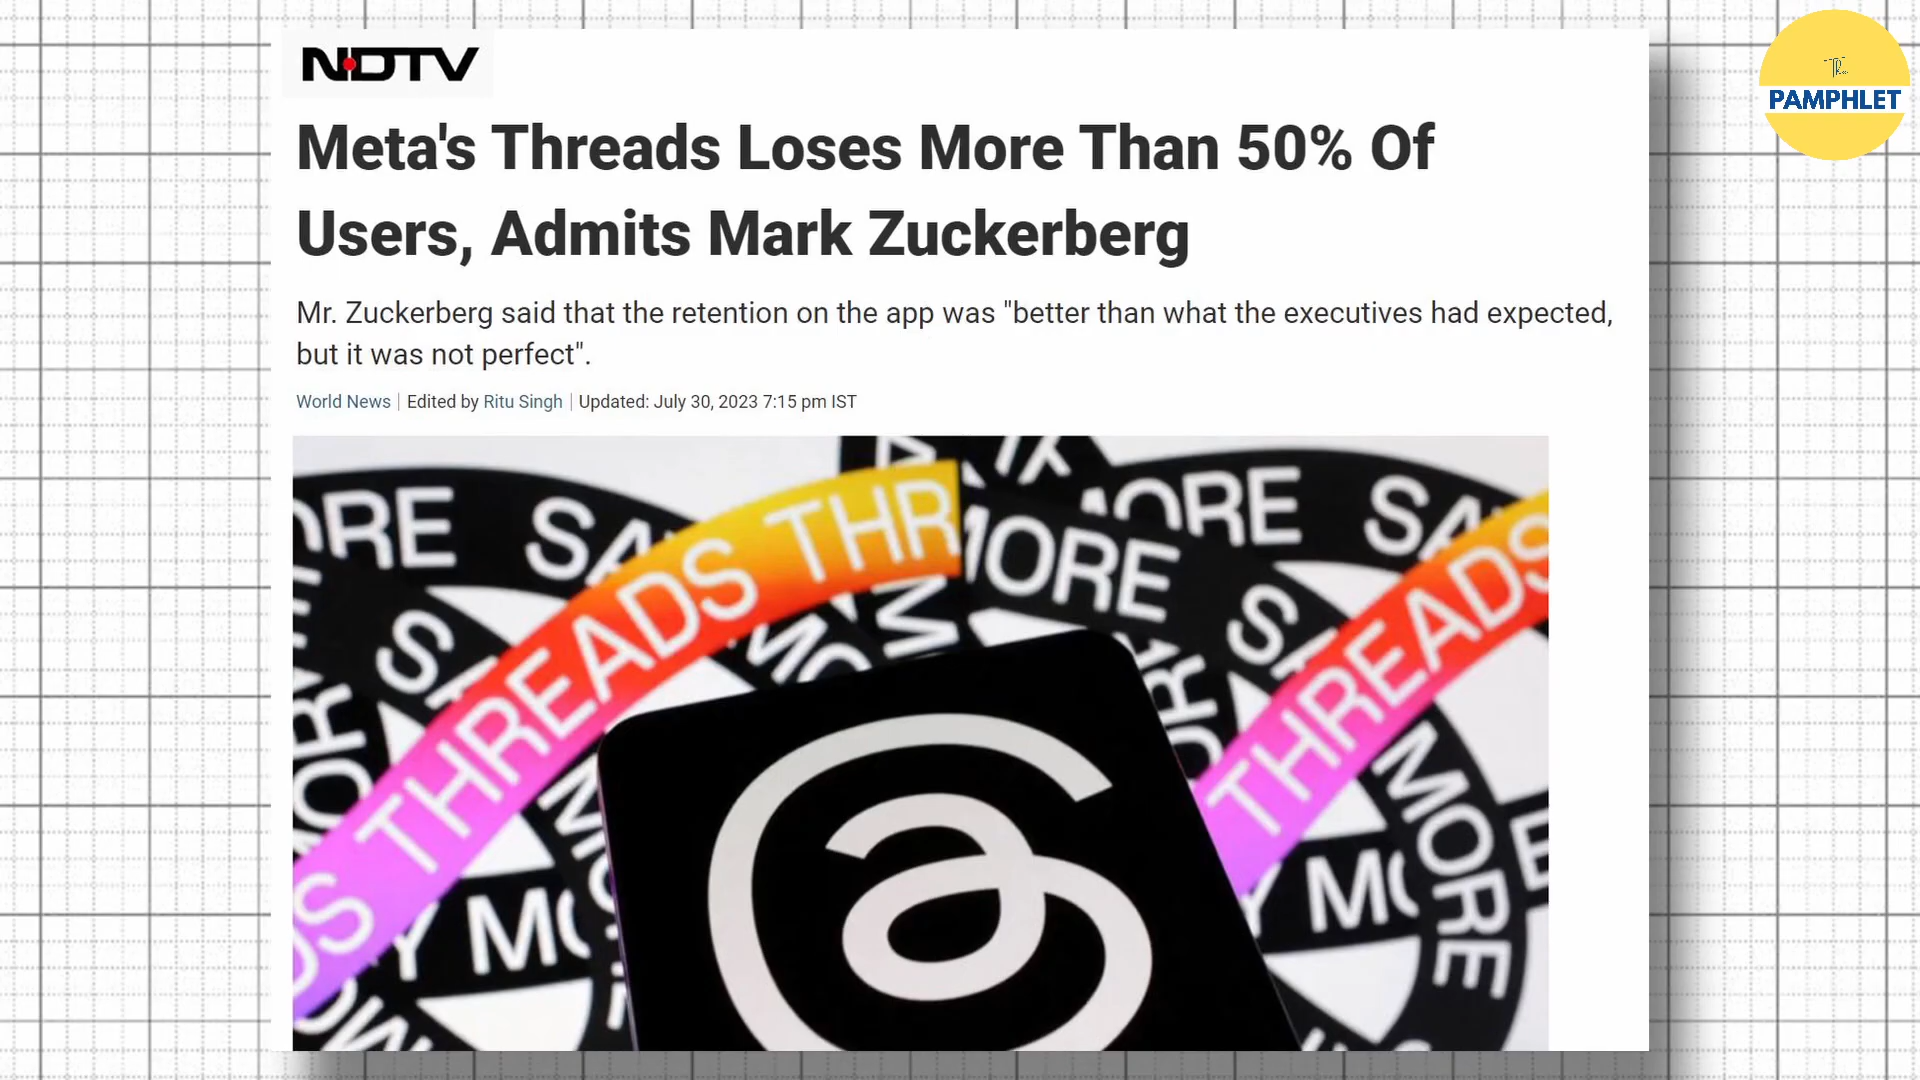 NDTV
The
PAMPHLET
Meta's Threads Loses More Than 50% Of
Users, Admits Mark Zuckerberg
Mr. Zuckerberg said that the retention on the app was "better than what the executives had expected,
but it was not perfect".
World News | Edited by Ritu Singh | Updated: July 30, 2023 7:15 pm IST
THREADS THR
MORE
THREADS
MORE